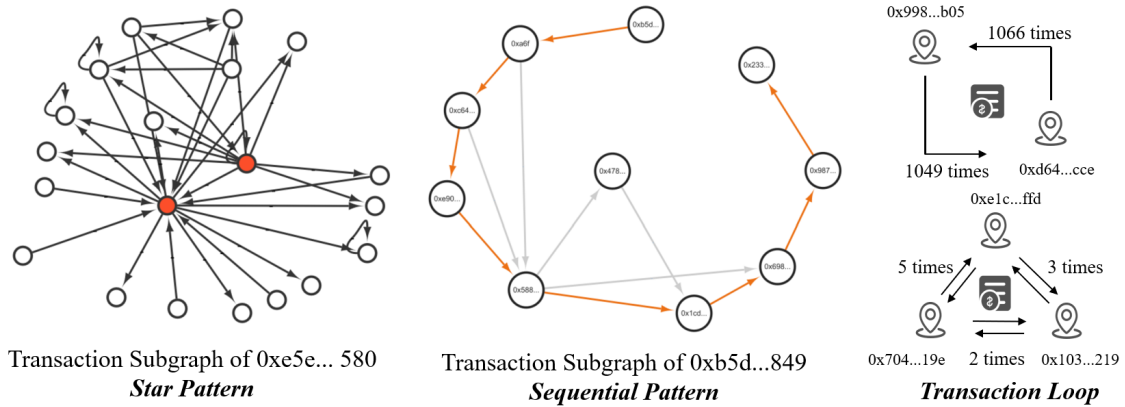 0xb5d...
0xa6f
0x233...
0xc64...
0x478...
0x987...
0xe90...
0x698...
0x588...
0x1cd...
0x998...b05
1066 times
$
1049 times
0xd64...cce
0xe1c...ffd
5 times
3 times
$
0x704...19e
2 times
0x103...219
Transaction Subgraph of 0xe5e... 580
Star Pattern
Transaction Subgraph of 0xb5d...849
Sequential Pattern
Transaction Loop